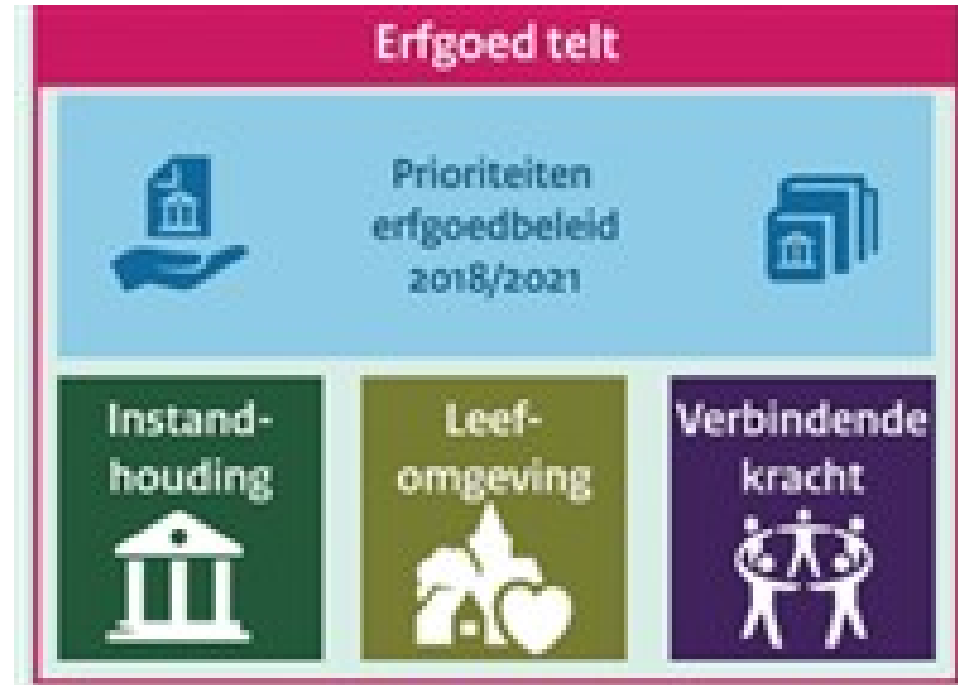 Erfgoed telt
Prioriteiten
erfgoedbeleid
2018/2021
Instand-
houding
Leef-
omgeving
Verbindende
kracht